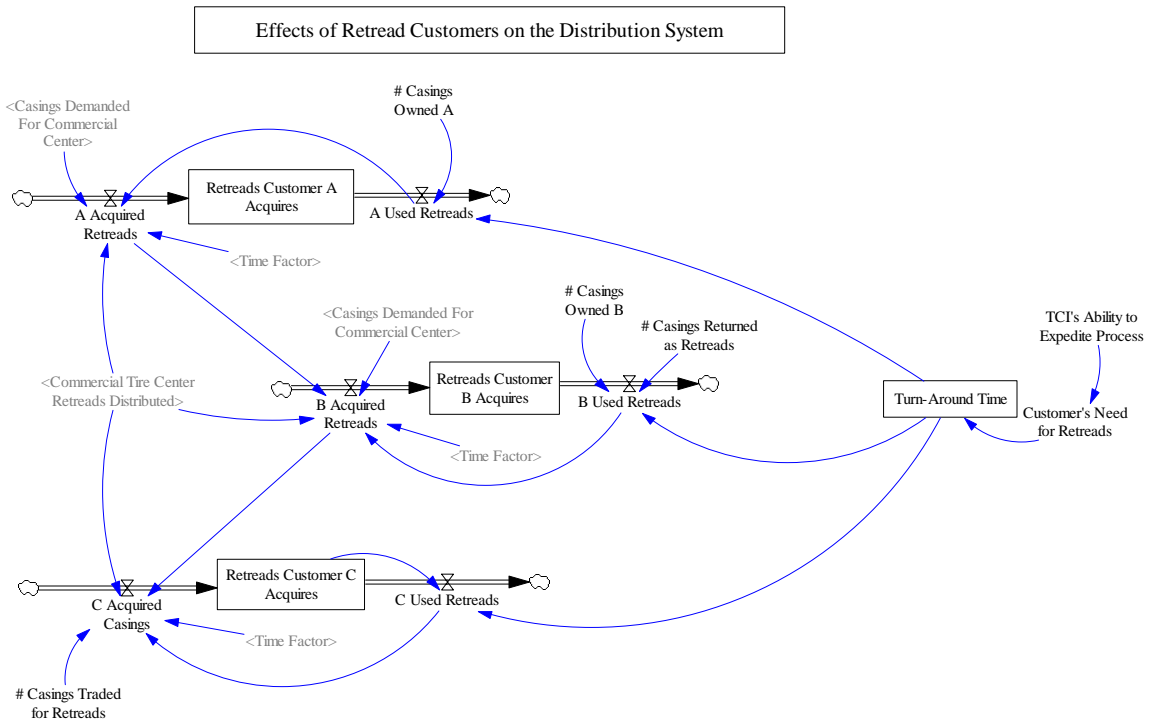 Effects of Retread Customers on the Distribution System
<Casings Demanded
For Commercial
Center>
# Casings
Owned A
Retreads Customer A
Acquires
A Acquired
Retreads
A Used Retreads
<Time Factor>
# Casings
Owned B
<Casings Demanded For
Commercial Center>
# Casings Returned
as Retreads
TCI's Ability to
Expedite Process
<Commercial Tire Center
Retreads Distributed>
Retreads Customer
B Acquires
B Acquired
Retreads
B Used Retreads
Turn-Around Time
Customer's Need
for Retreads
<Time Factor>
Retreads Customer C
Acquires
C Acquired
Casings
C Used Retreads
<Time Factor>
# Casings Traded
for Retreads